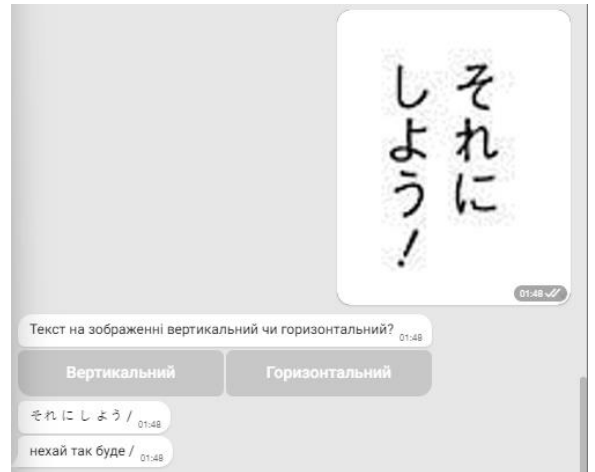 それに
しよう!
01:48
Текст на зображенні вертикальний чи горизонтальний? 01:48
Вертикальний
Горизонтальний
それ に し よう / 01:48
нехай так буде / 01:48